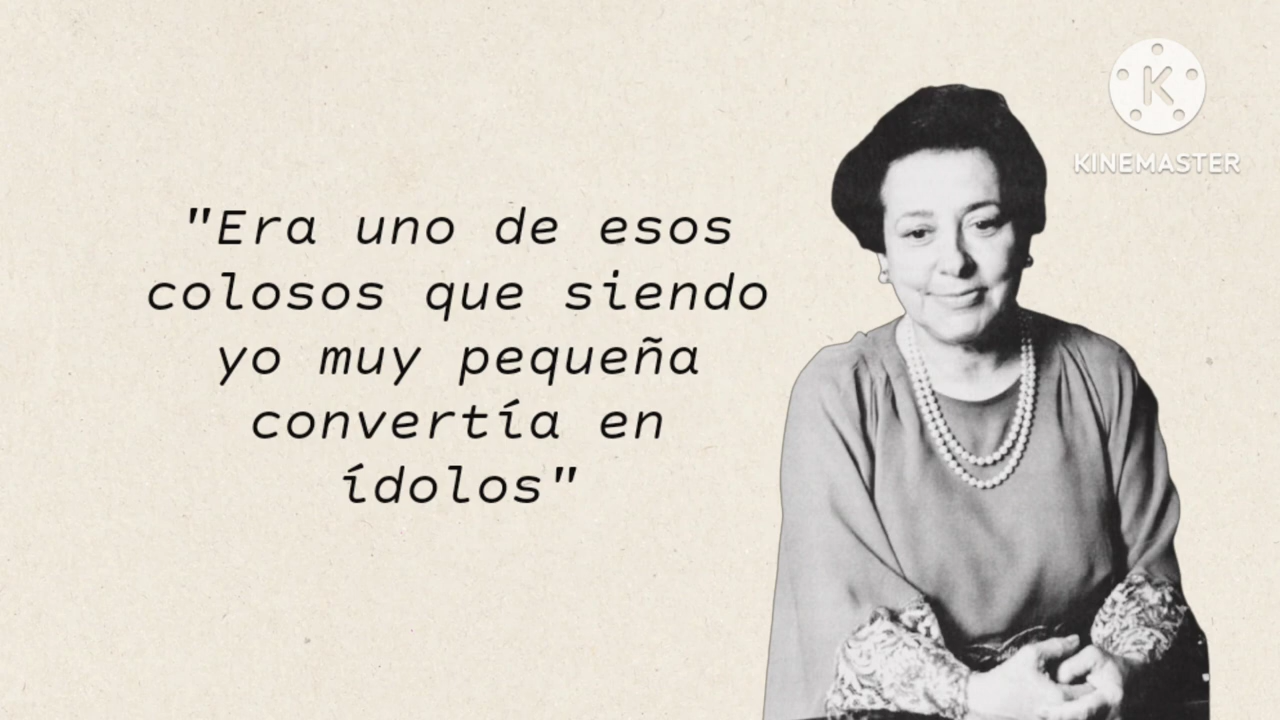 "Era uno de esos
colosos que siendo
yo muy pequeña
convertía en
ídolos"
K
KINEMASTER